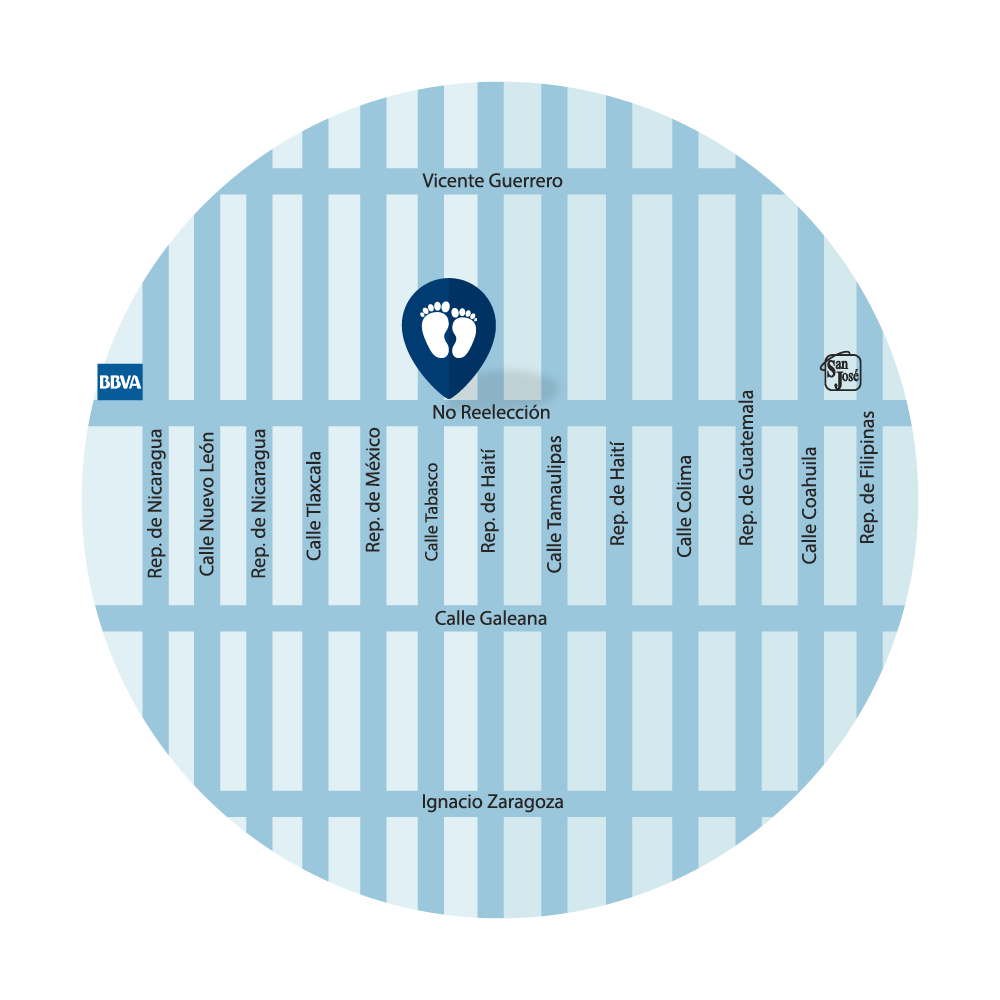 Vicente Guerrero
BBVA
San
José
No Reelección
Rep. de Nicaragua
Calle Nuevo León
Rep. de Nicaragua
Calle Tlaxcala
Rep. de México
Calle Tabasco
Rep. de Haití
Calle Tamaulipas
Rep. de Haití
Calle Colima
Rep. de Guatemala
Calle Coahuila
Rep. de Filipinas
Calle Galeana
Ignacio Zaragoza